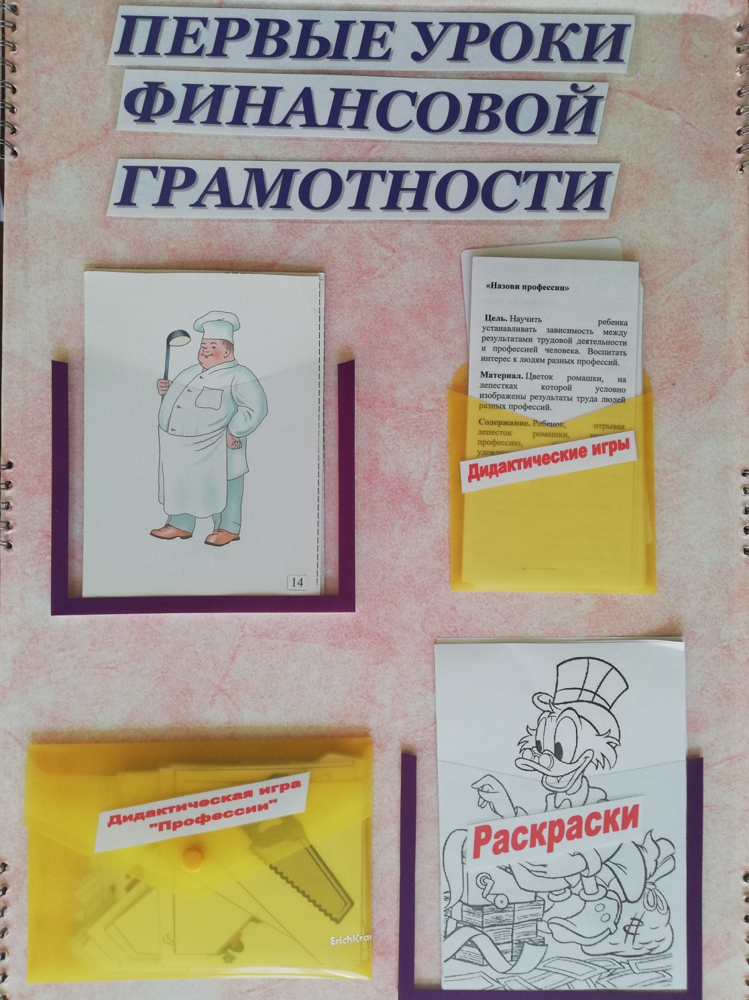 ПЕРВЫЕ УРОКИ
ФИНАНСОВОЙ
ГРАМОТНОСТИ
14
«Назови профессии»
Цель. Научить ребенка
устанавливать зависимость между
результатами трудовой деятельности
и профессией человека. Воспитать
интерес к людям разных профессий.
Материал. Цветок ромашки, на
лепестках которой условно
изображены результаты труда людей
разных профессий.
Содержание. Ребенок, отрывая
лепесток ромашки,
профессию,
Дидактические игры
Дидактическая игра
"Профессии"
ErichKrau
Раскраски